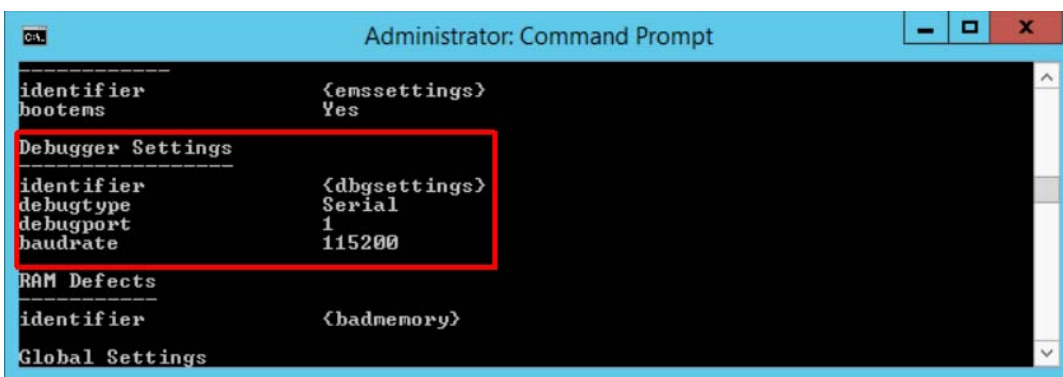 Administrator: Command Prompt
------------
identifier {emssettings}
bootems Yes
Debugger Settings
-----------------
identifier {dbgsettings}
debugtype Serial
debugport 1
baudrate 115200
RAM Defects
-----------
identifier {badmemory}
Global Settings